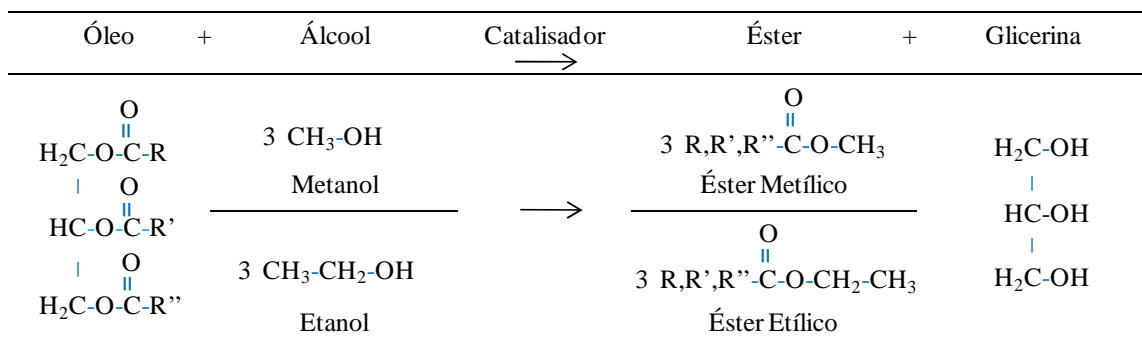 Óleo + Álcool Catalisador Éster + Glicerina
O
H₂C-O-C-R
O
HC-O-C-R’
O
H₂C-O-C-R’’
3 CH₃-OH
Metanol
3 CH₃-CH₂-OH
Etanol
O
3 R,R’,R’’-C-O-CH₃
Éster Metílico
O
3 R,R’,R’’-C-O-CH₂-CH₃
Éster Etílico
H₂C-OH
HC-OH
H₂C-OH